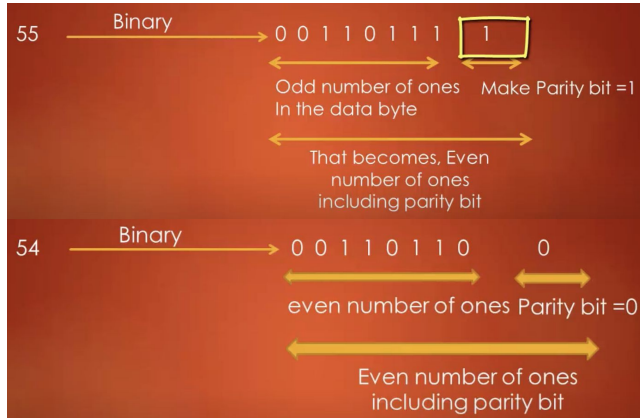 Binary
55 0 0 1 1 0 1 1 1 1
Odd number of ones Make Parity bit =1
In the data byte
That becomes, Even
number of ones
including parity bit
Binary
54 0 0 1 1 0 1 1 0 0
even number of ones Parity bit =0
Even number of ones
including parity bit